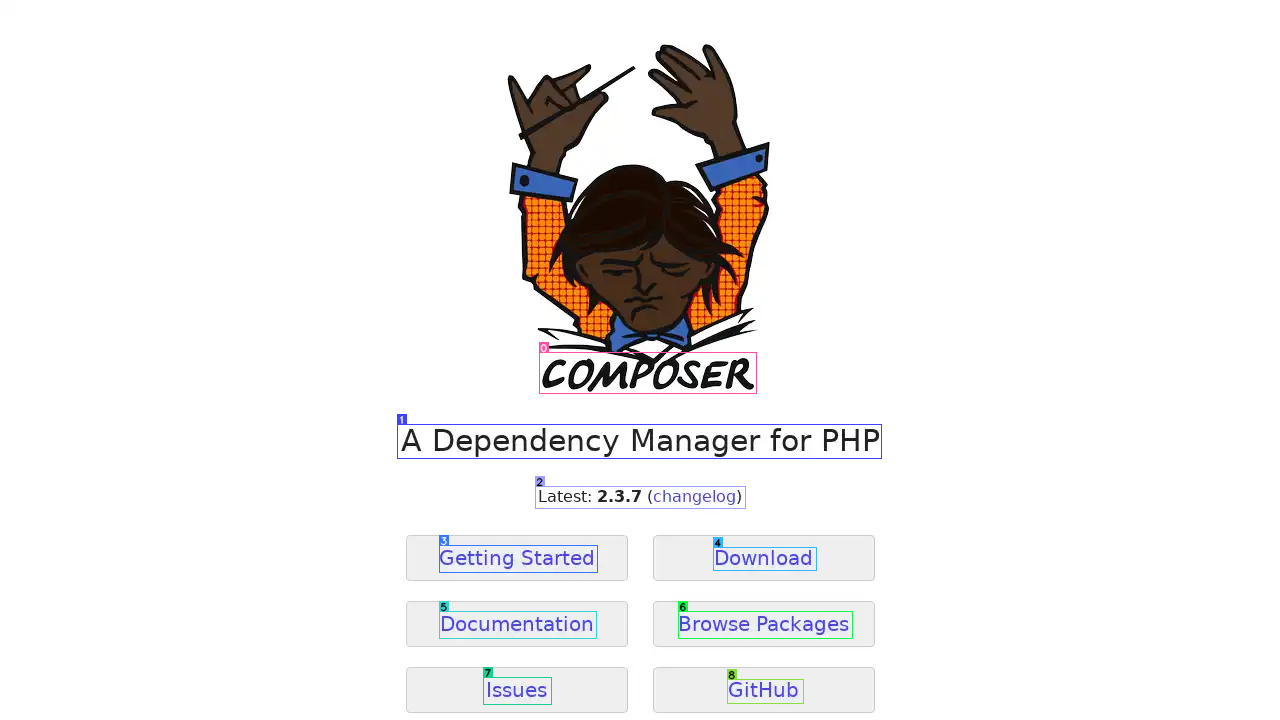 COMPOSER
A Dependency Manager for PHP
Latest: 2.3.7 (changelog)
Getting Started
Download
Documentation
Browse Packages
Issues
GitHub
0
1
2
3
4
5
6
7
8